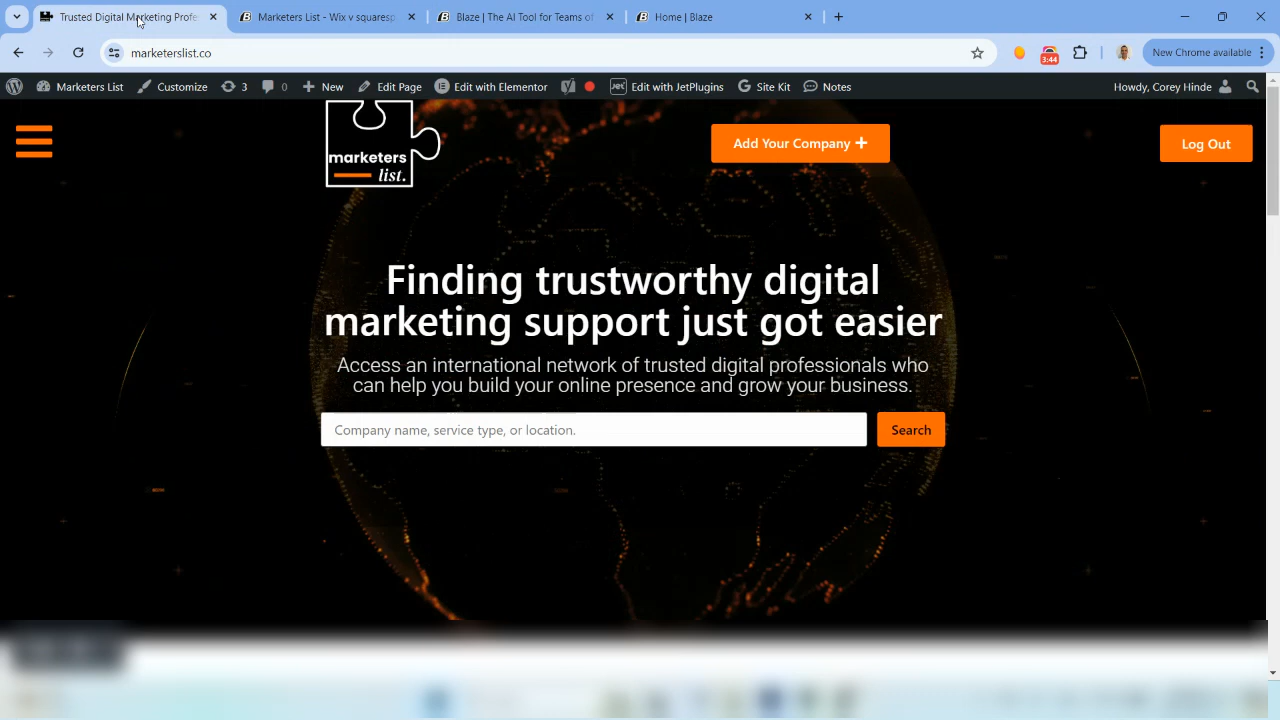 Trusted Digital Marketing Profe
Marketers List - Wix v squaresp
Blaze | The AI Tool for Teams of
Home | Blaze
marketerslist.co
3:44
New Chrome available
Marketers List
Customize
3
0
New
Edit Page
Edit with Elementor
Edit with JetPlugins
Site Kit
Notes
Howdy, Corey Hinde
marketers
list.
Add Your Company
Log Out
Finding trustworthy digital
marketing support just got easier
Access an international network of trusted digital professionals who
can help you build your online presence and grow your business.
Company name, service type, or location.
Search